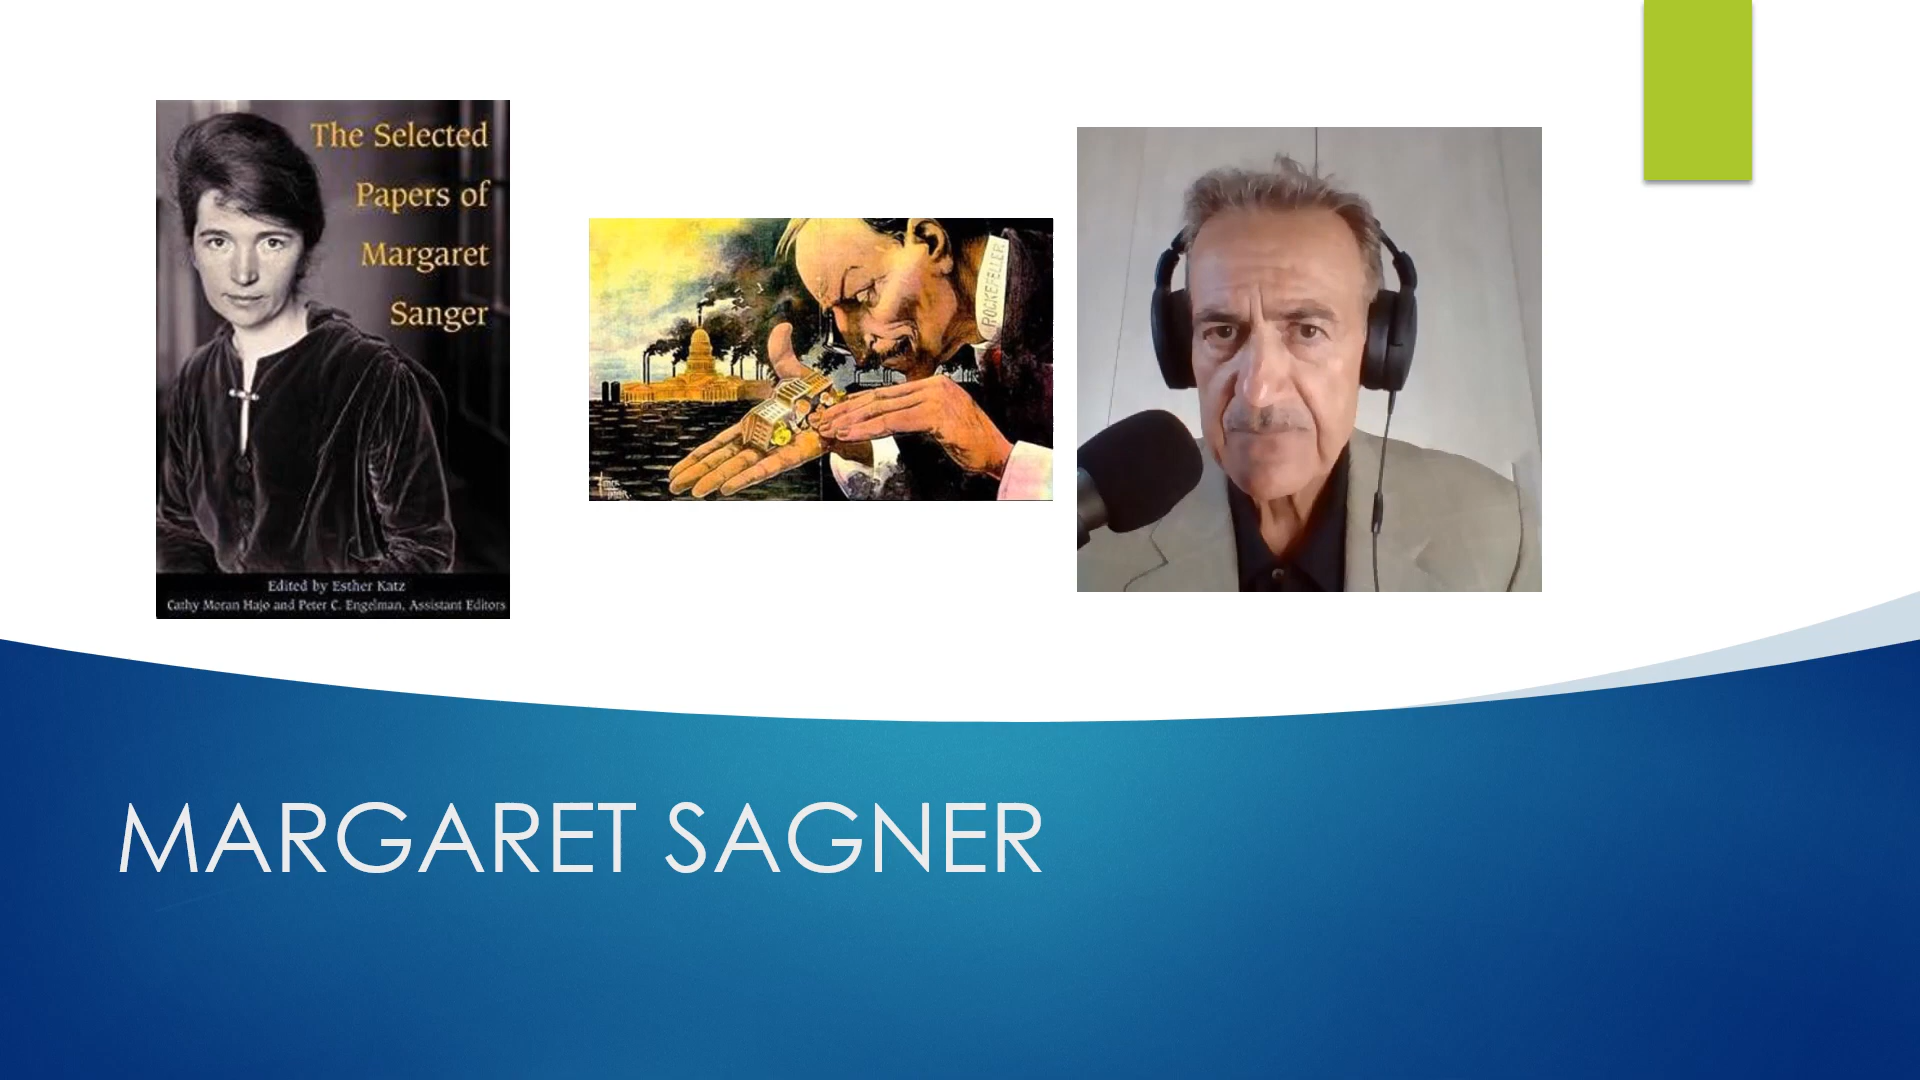 The Selected
Papers of
Margaret
Sanger
Edited by Esther Katz
Cathy Moran Hajo and Peter C. Engelman, Assistant Editors
ROCKEFELLER
MARGARET SAGNER